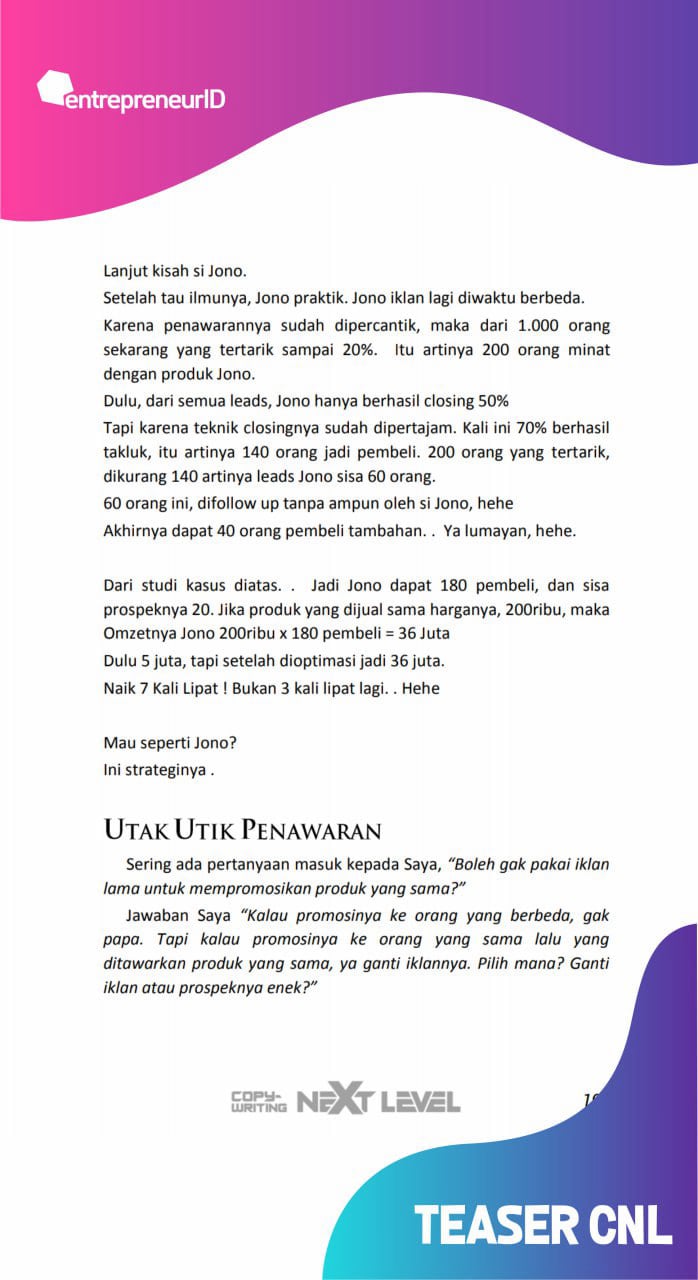 entrepreneurID
Lanjut kisah si Jono.
Setelah tau ilmunya, Jono praktik. Jono iklan lagi diwaktu berbeda.
Karena penawarannya sudah dipercantik, maka dari 1.000 orang
sekarang yang tertarik sampai 20%. Itu artinya 200 orang minat
dengan produk Jono.
Dulu, dari semua leads, Jono hanya berhasil closing 50%
Tapi karena teknik closingnya sudah dipertajam. Kali ini 70% berhasil
takluk, itu artinya 140 orang jadi pembeli. 200 orang yang tertarik,
dikurang 140 artinya leads Jono sisa 60 orang.
60 orang ini, difollow up tanpa ampun oleh si Jono, hehe
Akhirnya dapat 40 orang pembeli tambahan. . Ya lumayan, hehe.
Dari studi kasus diatas. . Jadi Jono dapat 180 pembeli, dan sisa
prospeknya 20. Jika produk yang dijual sama harganya, 200ribu, maka
Omzetnya Jono 200ribu x 180 pembeli = 36 Juta
Dulu 5 juta, tapi setelah dioptimasi jadi 36 juta.
Naik 7 Kali Lipat ! Bukan 3 kali lipat lagi. . Hehe
Mau seperti Jono?
Ini strateginya .
UTAK UTIK PENAWARAN
Sering ada pertanyaan masuk kepada Saya, “Boleh gak pakai iklan
lama untuk mempromosikan produk yang sama?”
Jawaban Saya “Kalau promosinya ke orang yang berbeda, gak
papa. Tapi kalau promosinya ke orang yang sama lalu yang
ditawarkan produk yang sama, ya ganti iklannya. Pilih mana? Ganti
iklan atau prospeknya enek?”
COPY-WRITING NEXT LEVEL
TEASER CNL